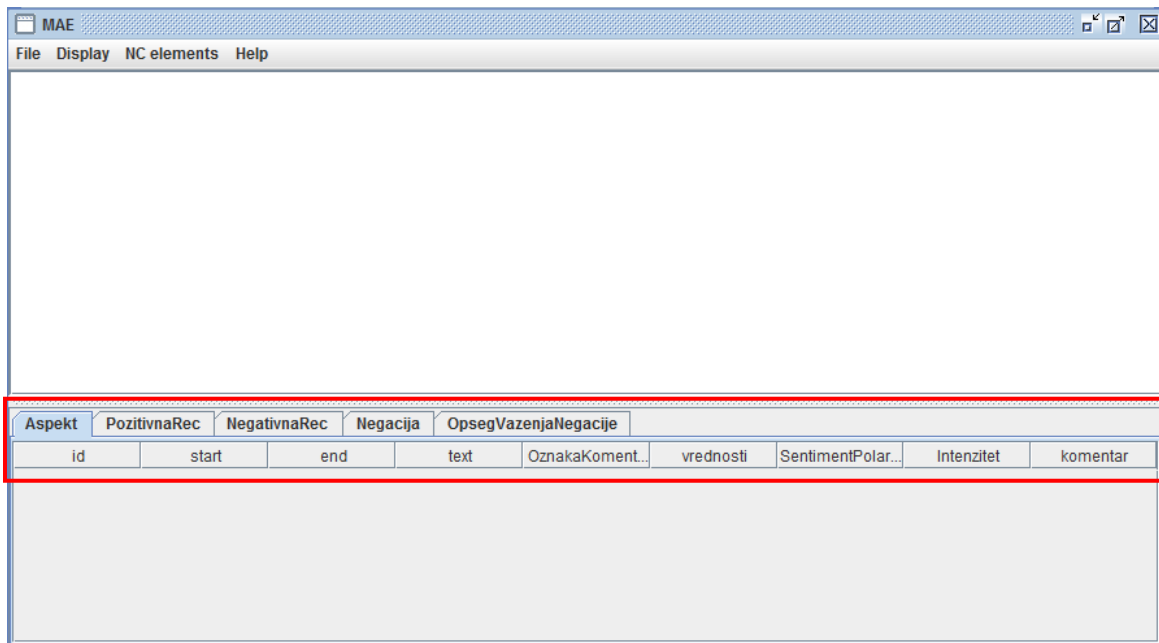 MAE
File Display NC elements Help
Aspekt PozitivnaRec NegativnaRec Negacija OpsegVazenjaNegacije
id start end text OznakaKoment... vrednosti SentimentPolar... Intenzitet komentar